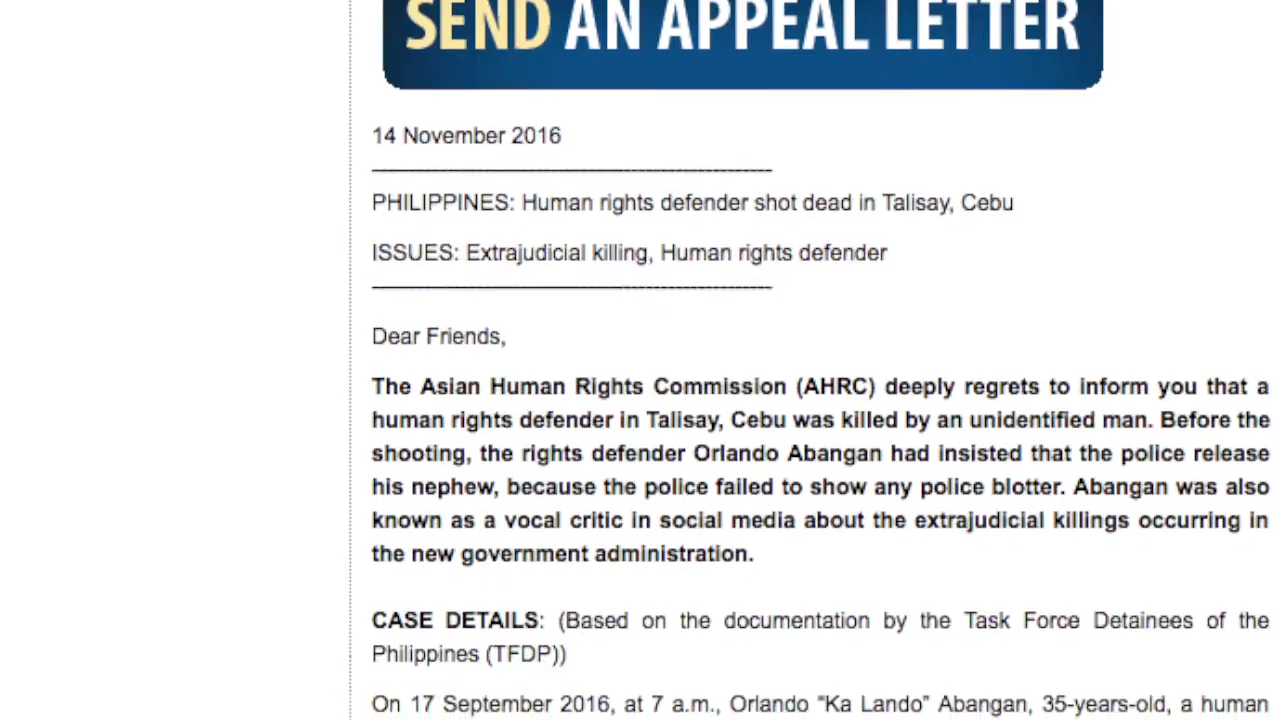 SEND AN APPEAL LETTER
14 November 2016
PHILIPPINES: Human rights defender shot dead in Talisay, Cebu
ISSUES: Extrajudicial killing, Human rights defender
Dear Friends,
The Asian Human Rights Commission (AHRC) deeply regrets to inform you that a
human rights defender in Talisay, Cebu was killed by an unidentified man. Before the
shooting, the rights defender Orlando Abangan had insisted that the police release
his nephew, because the police failed to show any police blotter. Abangan was also
known as a vocal critic in social media about the extrajudicial killings occurring in
the new government administration.
CASE DETAILS: (Based on the documentation by the Task Force Detainees of the
Philippines (TFDP))
On 17 September 2016, at 7 a.m., Orlando “Ka Lando” Abangan, 35-years-old, a human